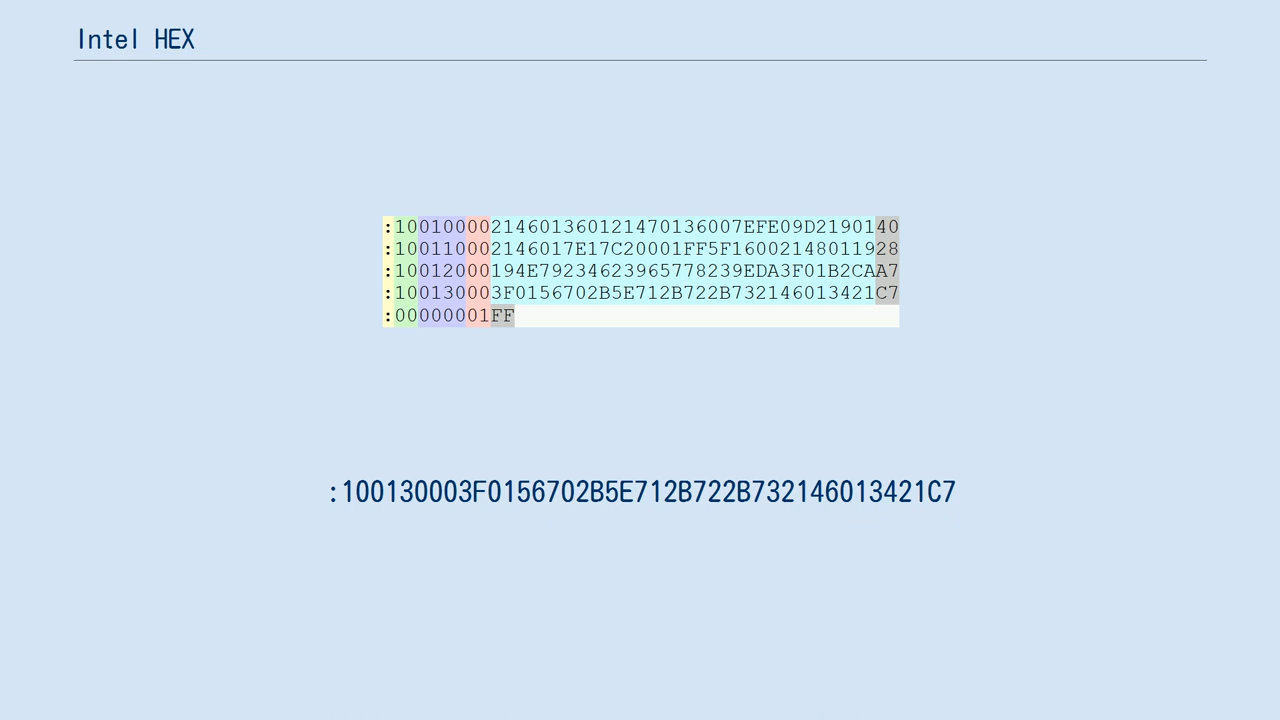 Intel HEX
:10010000214601360121470136007EFE09D2190140
:100110002146017E17C20001FF5F16002148011928
:10012000194E79234623965778239EDA3F01B2CAA7
:100130003F0156702B5E712B722B732146013421C7
:00000001FF
:100130003F0156702B5E712B722B732146013421C7